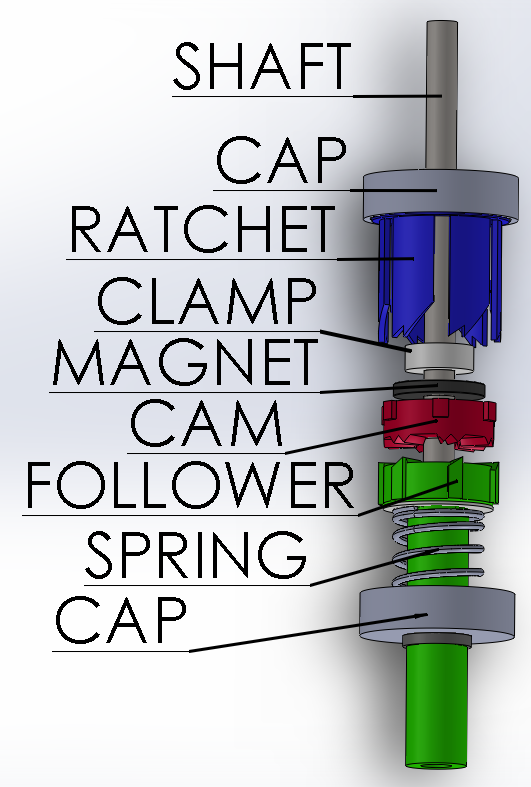 SHAFT
CAP
RATCHET
CLAMP
MAGNET
CAM
FOLLOWER
SPRING
CAP